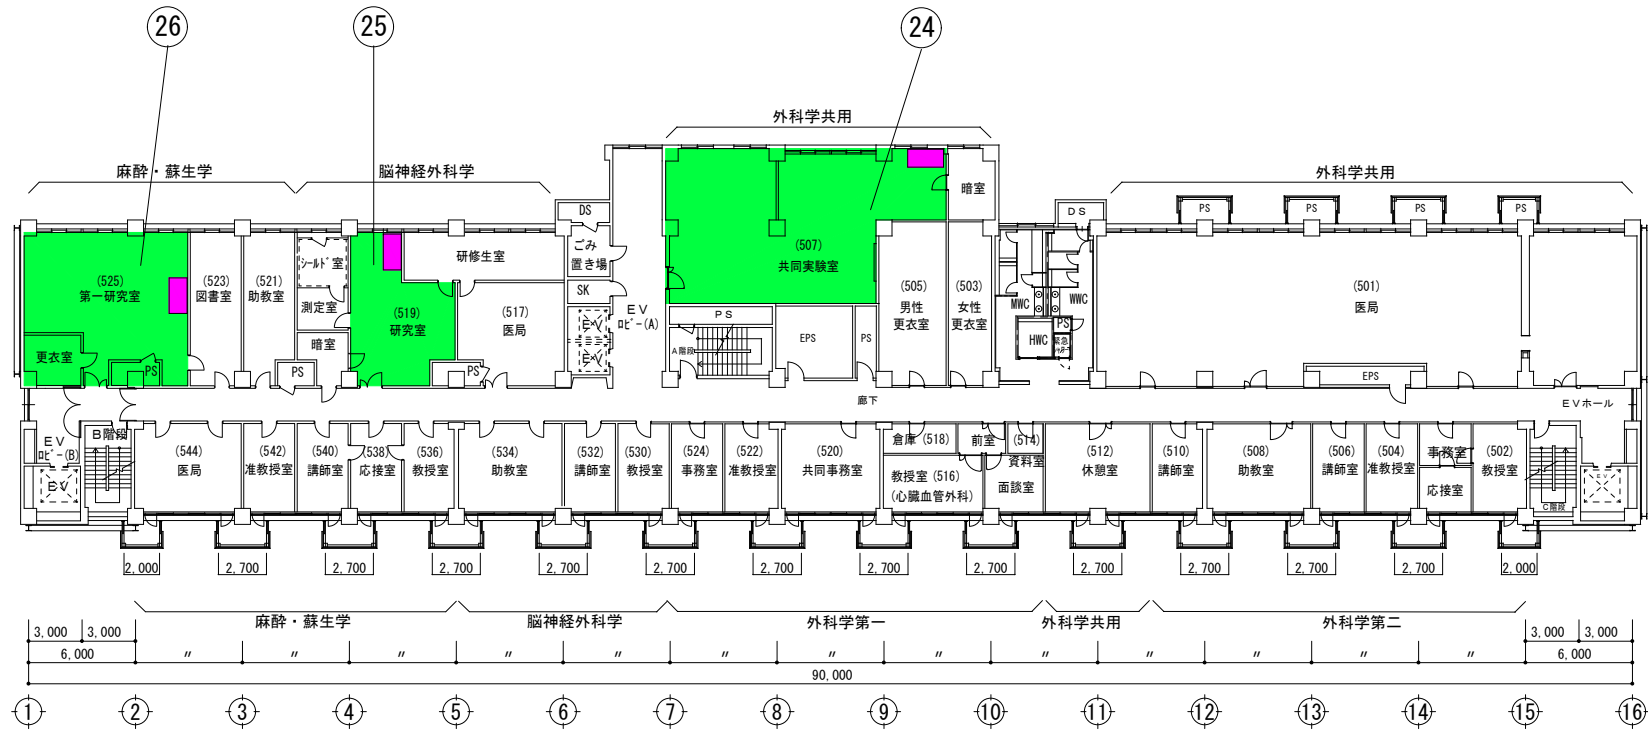 26
25
24
外科学共用
麻酔・蘇生学
脳神経外科学
外科学共用
DS
DS
PS
PS
PS
PS
暗室
シールド室
研修生室
ごみ
置き場
(507)
共同実験室
(525)
第一研究室
(523)
図書室
(521)
助教室
測定室
(519)
研究室
(517)
医局
SK
EV
ロビー(A)
(505)
男性
更衣室
(503)
女性
更衣室
MWC
WWC
(501)
医局
更衣室
PS
PS
暗室
PS
EV
EV
PS
A階段
EPS
PS
HWC
PS
EPS
廊下
EVホール
EV
ロビー(B)
EV
B階段
(544)
医局
(542)
准教授室
(540)
講師室
(538)
応接室
(536)
教授室
(534)
助教室
(532)
講師室
(530)
教授室
(524)
事務室
(522)
准教授室
(520)
共同事務室
倉庫(518)
教授室(516)
(心臓血管外科)
前室
(514)
資料室
面談室
(512)
休憩室
(510)
講師室
(508)
助教室
(506)
講師室
(504)
准教授室
事務室
応接室
(502)
教授室
C階段
EV
2,000
2,700
2,700
2,700
2,700
2,700
2,700
2,700
2,700
2,700
2,700
2,700
2,700
2,000
麻酔・蘇生学
脳神経外科学
外科学第一
外科学共用
外科学第二
3,000
3,000
3,000
3,000
6,000
〃
〃
〃
〃
〃
〃
〃
〃
〃
〃
〃
〃
〃
6,000
90,000
1
2
3
4
5
6
7
8
9
10
11
12
13
14
15
16